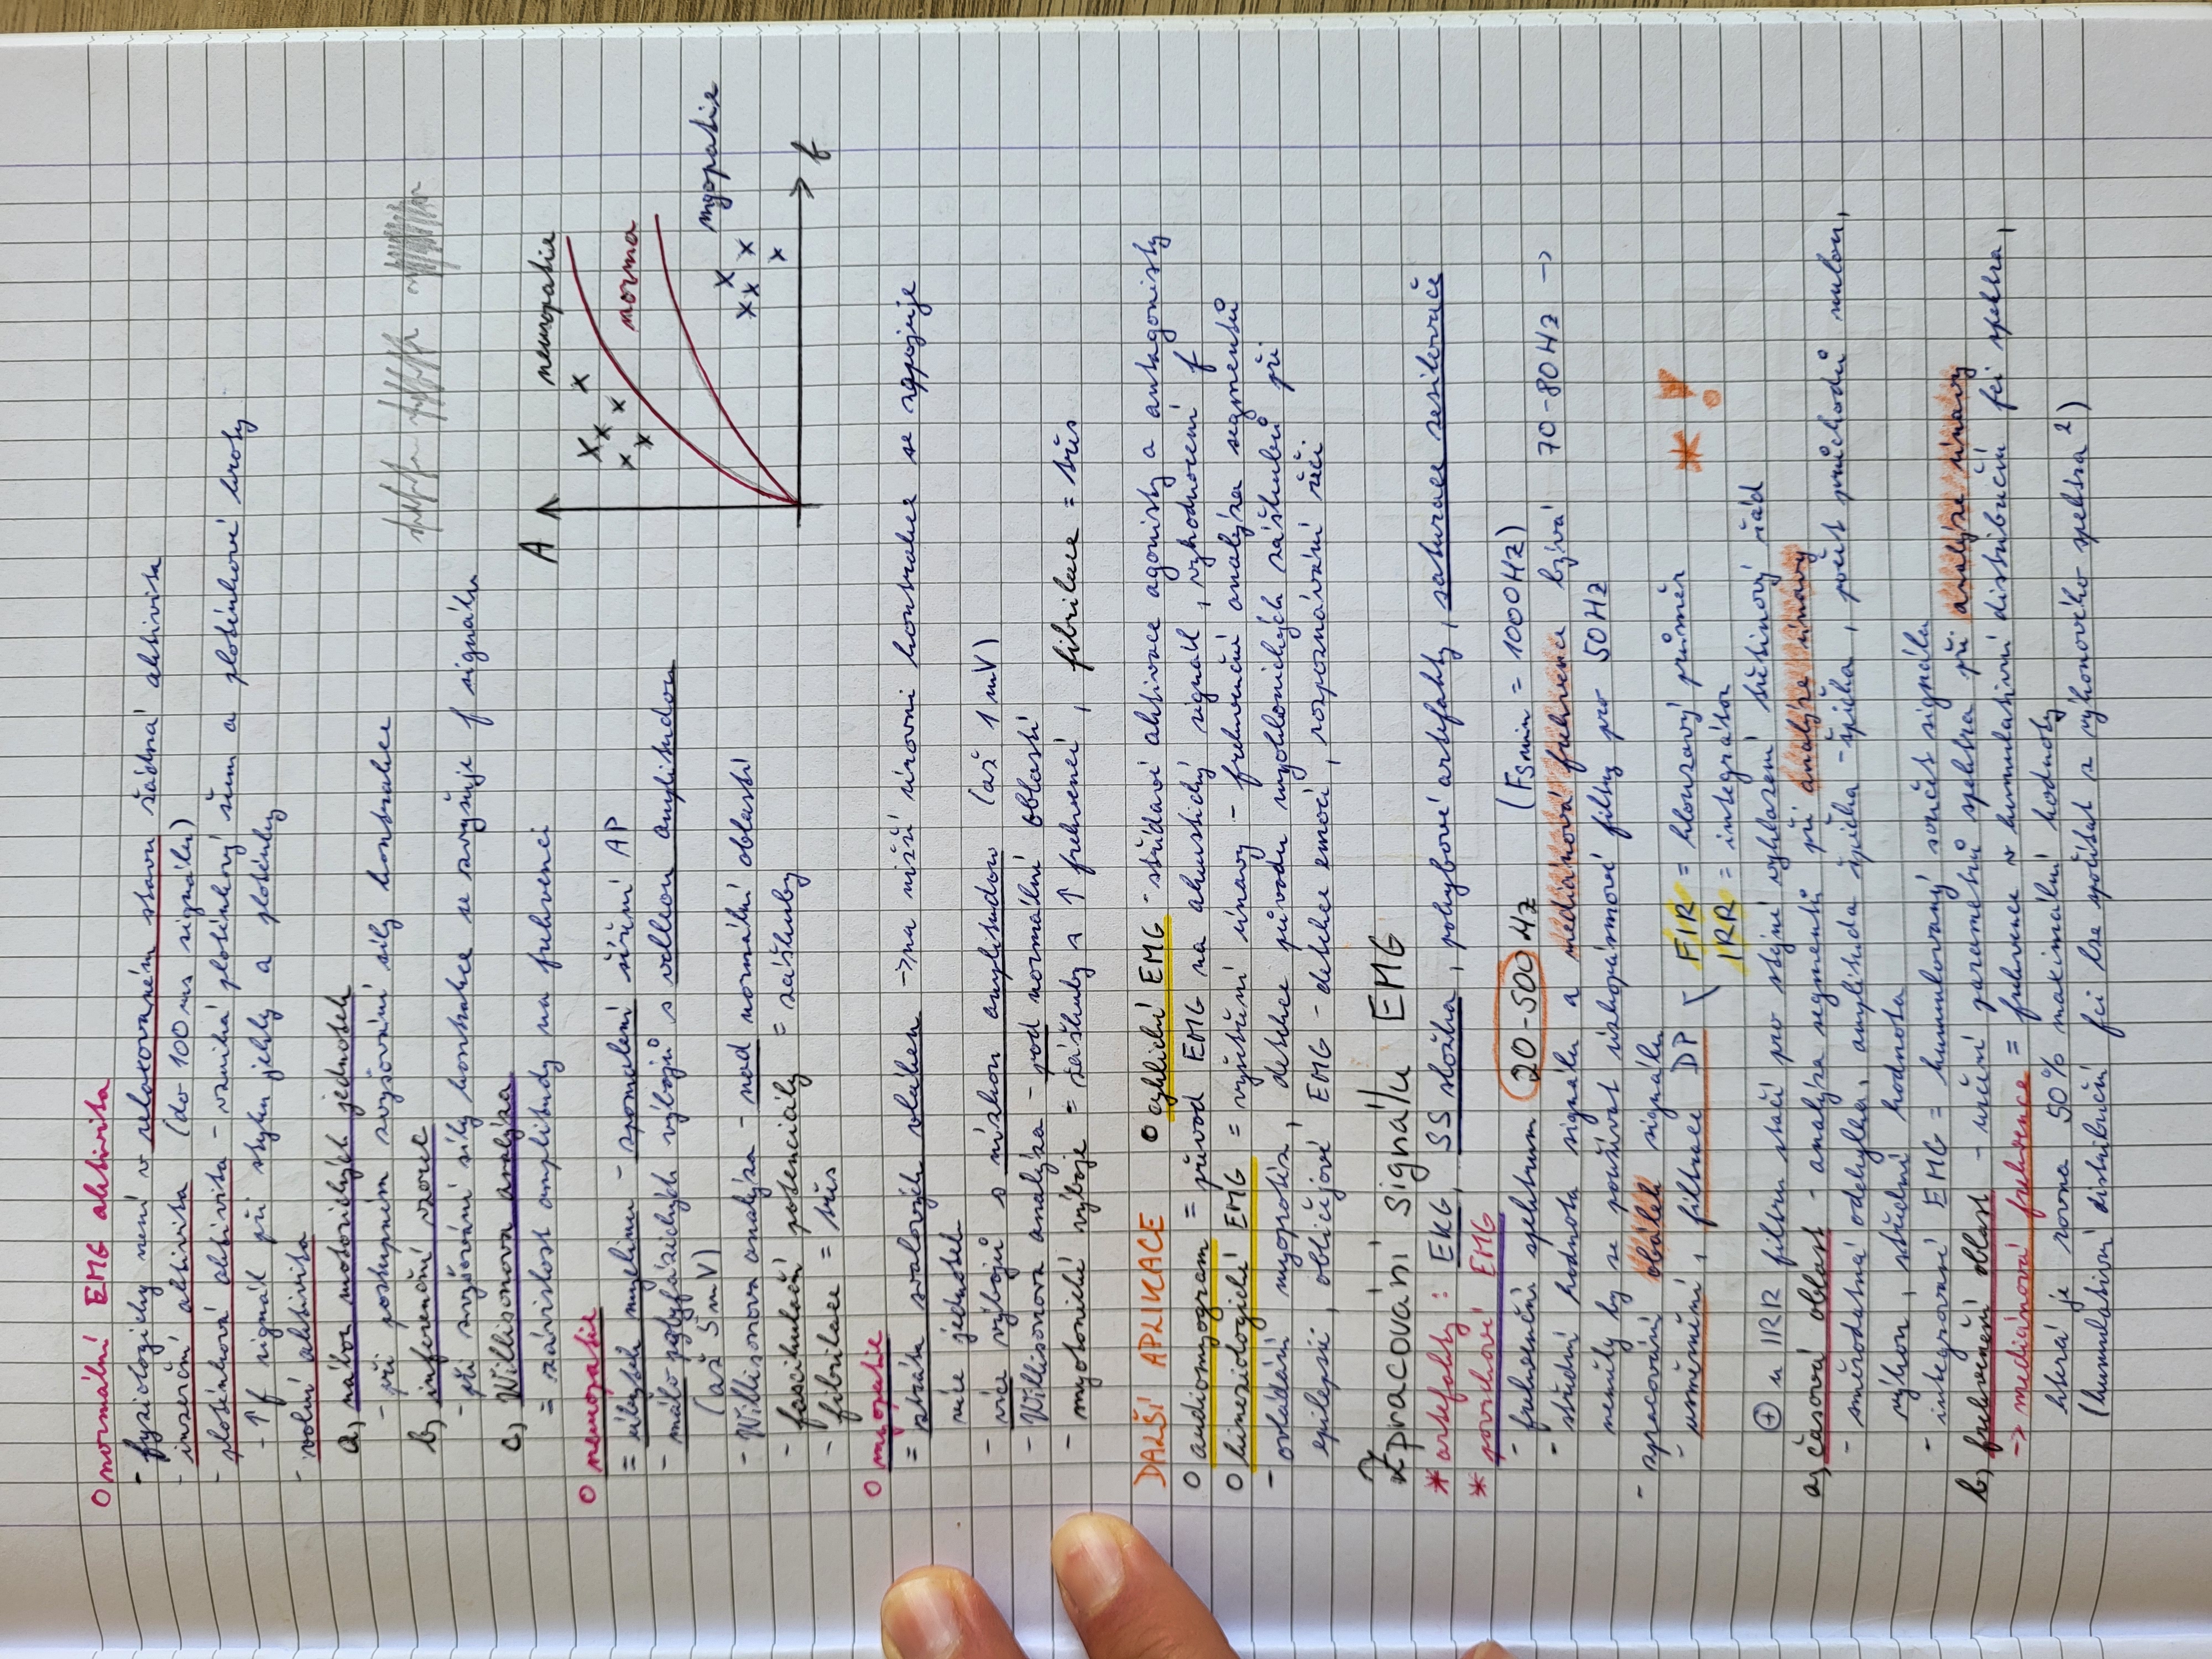 normální EMG aktivita
- fyziologicky není v relaxovaném stavu žádná aktivita
- inzerční aktivita (do 100 ms signálu)
- ploténková aktivita - vzniká ploténkový šum a ploténkové hroty
- ↑f signál při styku jehly a ploténky
- volní aktivita
a, nábor motorických jednotek
- při postupném zvyšování síly kontrakce
b, inferenční vzorec
- při zvyšování síly kontrakce se zvyšuje f signálu
c, Willisonova analýza
= závislost amplitudy na frekvenci
A
neuropatie
norma
myopatie
f
neuropatie
= úbytek myelinu - zpomalení šíření AP
- málo polyfázických výbojů s velkou amplitudou
(až 5 mV)
- Willisonova analýza - nad normální oblastí
- fascikulační potenciály = záškuby
- fibrilace = třes
myopatie
= ztráta svalových vláken → na nižší úrovni kontrakce se zapojuje
více jednotek
- více výbojů s nízkou amplitudou (až 1 mV)
- Willisonova analýza - pod normální oblastí
- myotonické výboje = záškuby s ↑ frekvencí, fibrilace = třes
DALŠÍ APLIKACE cyklické EMG - střídavé aktivace agonisty a antagonisty
audiomyogram = převod EMG na akustický signál, vyhodnocení f
kineziologické EMG = vyšetření únavy - frekvenční analýza segmentů
- ovládání myoprotéz, detekce původu myoklonických záškubů při
epilepsii, obličejové EMG - detekce emocí, rozpoznávání řeči
Zpracování signálu EMG
* artefakty: EKG, SS složka, pohybové artefakty, saturace zesilovače
* povrchové EMG
- frekvenční spektrum 20-500 Hz (Fsmin = 1000 Hz)
- střední hodnota signálu a mediánová frekvence bývá 70-80 Hz →
neměly by se používat úzkopásmové filtry pro 50 Hz
- zpracování obálek signálu
- usměrnění, filtrace DP FIR = klouzavý průměr * !
IRR = integrátor
⊕ u IRR filtru stačí pro stejné vyhlazení třetinový řád
a, časová oblast - analýza segmentů při analýze únavy
- směrodatná odchylka, amplituda špička-špička, počet průchodů nulou,
výkon, střední hodnota
- integrované EMG = kumulovaný součet signálu
b, frekvenční oblast - určení parametrů spektra při analýze únavy
→ mediánová frekvence = frekvence v kumulativní distribuční fci spektra,
která je rovna 50% maximální hodnoty
(kumulativní distribuční fci lze spočítat z výkonového spektra ²)